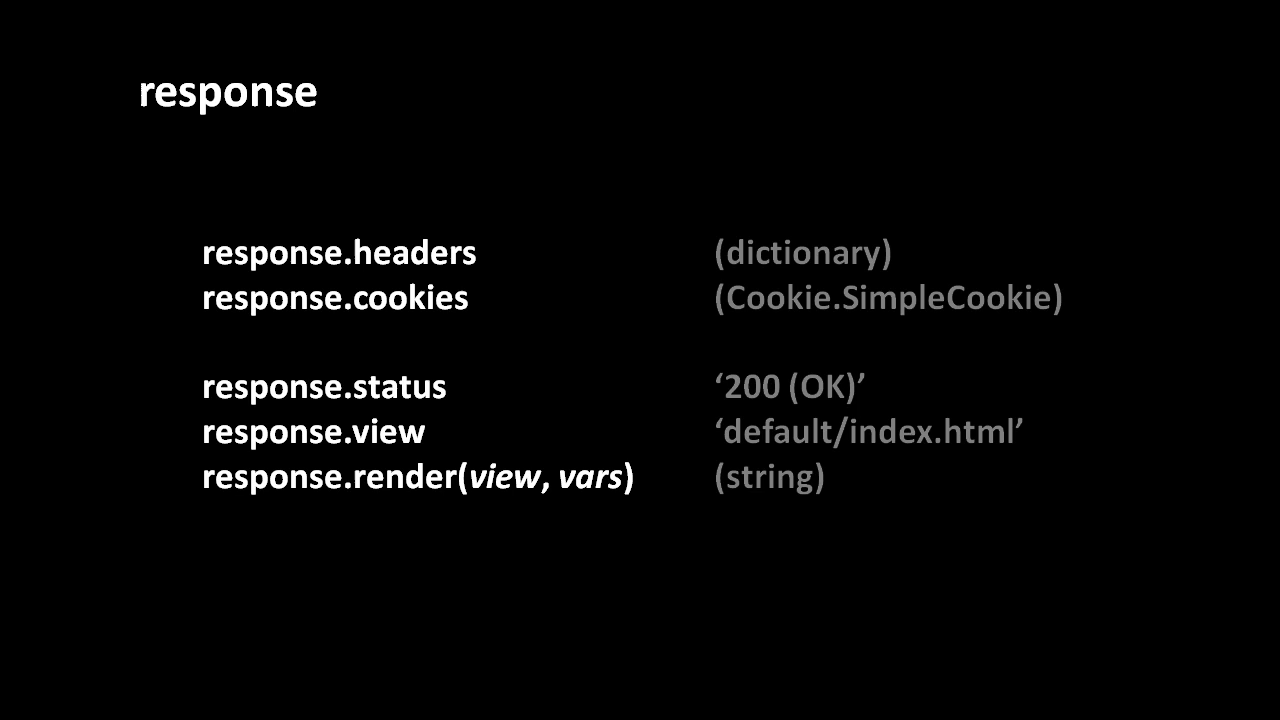 response
response.headers (dictionary)
response.cookies (Cookie.SimpleCookie)
response.status ‘200 (OK)’
response.view ‘default/index.html’
response.render(view, vars) (string)